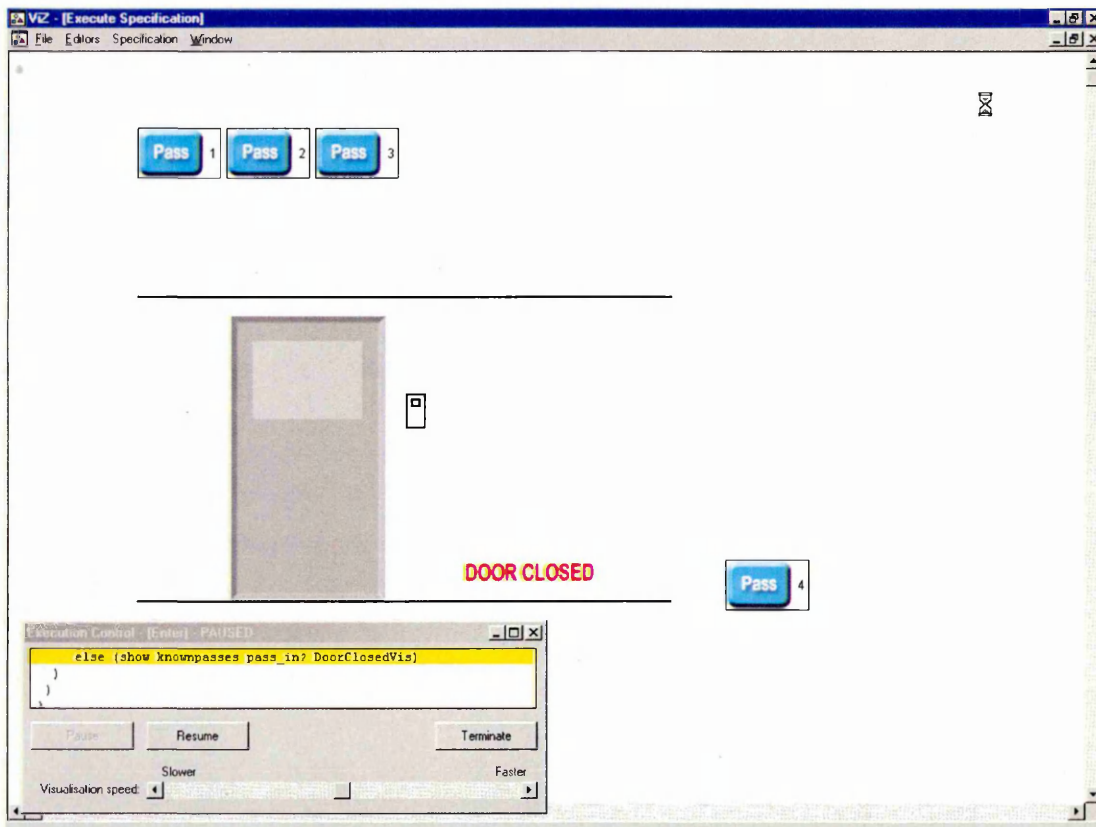 ViZ - [Execute Specification]
File Editors Specification Window
Pass 1 Pass 2 Pass 3
DOOR CLOSED
Pass 4
Execution Control - [Enter] - PAUSED
else (show knownpasses pass_in? DoorClosedVis)
)
)
)
Pause Resume Terminate
Slower Faster
Visualisation speed: